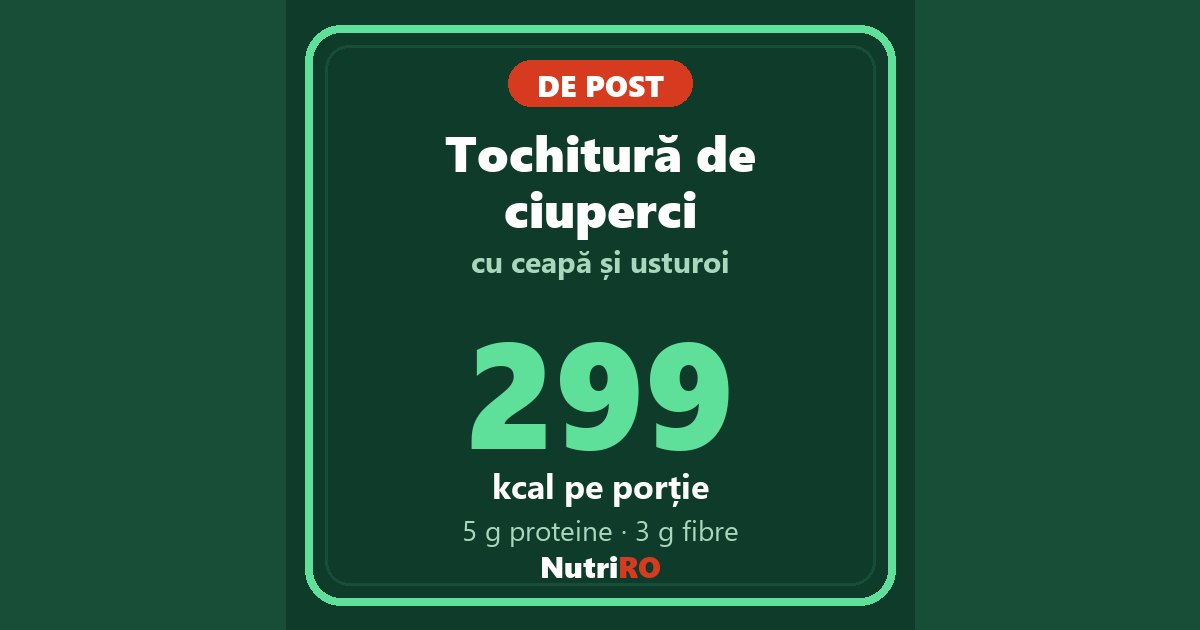 DE POST
Tochitură de
ciuperci
cu ceapă și usturoi
299
kcal pe porție
5 g proteine · 3 g fibre
NutriRO